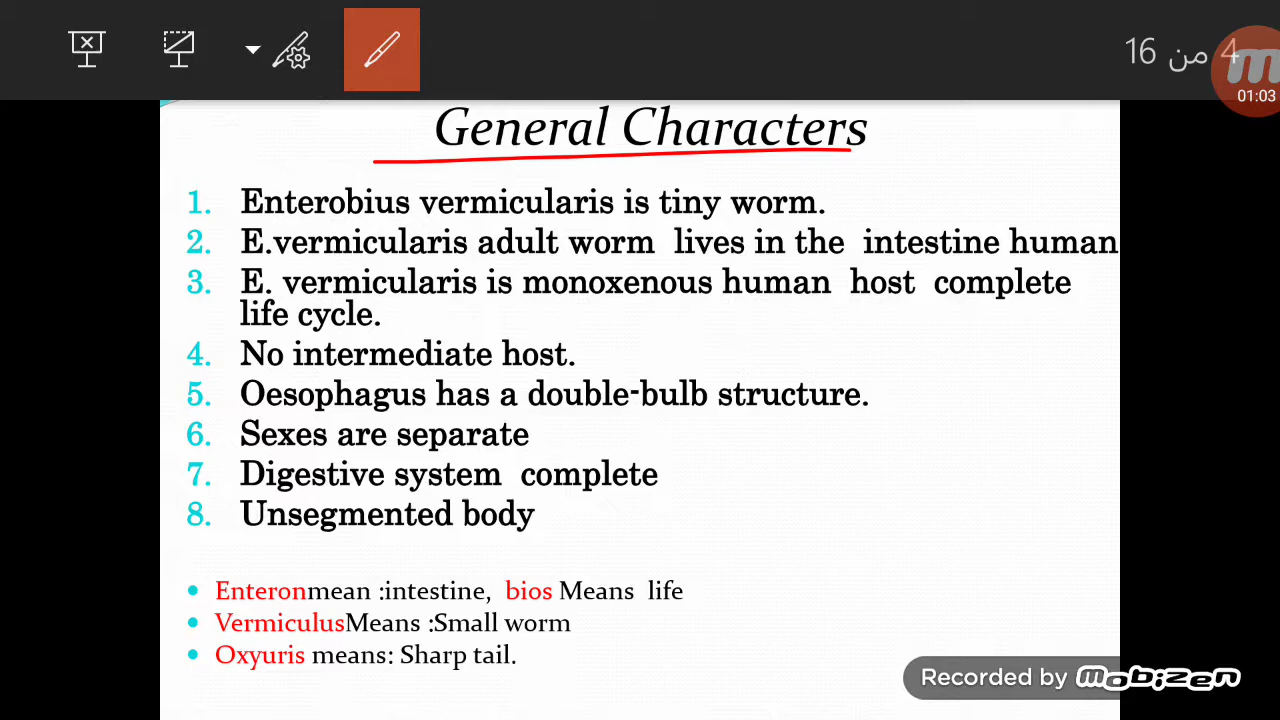 4 من 16
01:03
General Characters
1. Enterobius vermicularis is tiny worm.
2. E.vermicularis adult worm lives in the intestine human
3. E. vermicularis is monoxenous human host complete
life cycle.
4. No intermediate host.
5. Oesophagus has a double-bulb structure.
6. Sexes are separate
7. Digestive system complete
8. Unsegmented body
• Enteronmean :intestine, bios Means life
• VermiculusMeans :Small worm
• Oxyuris means: Sharp tail.
Recorded by mobizen